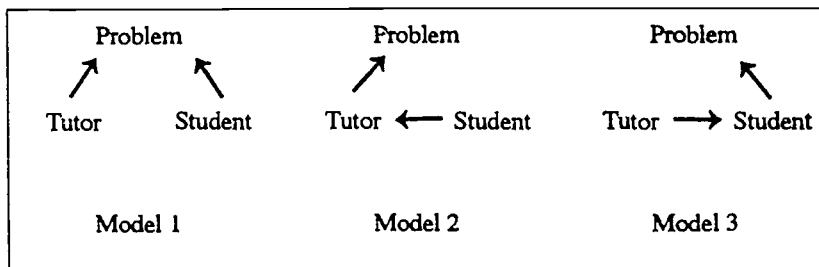 Problem Problem Problem
Tutor Student Tutor Student Tutor Student
Model 1 Model 2 Model 3